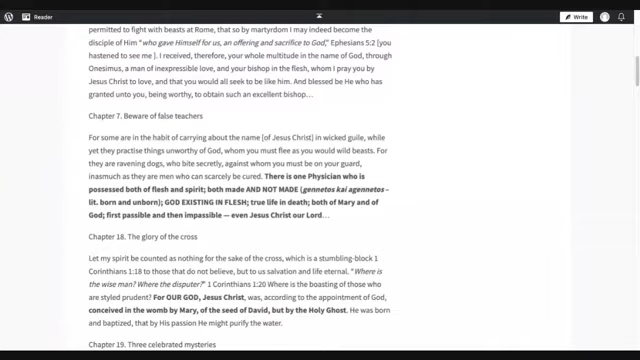 Reader
Write
permitted to fight with beasts at Rome, that so by martyrdom I may indeed become the
disciple of Him “who gave Himself for us, an offering and sacrifice to God,” Ephesians 5:2 [you
hastened to see me ]. I received, therefore, your whole multitude in the name of God, through
Onesimus, a man of inexpressible love, and your bishop in the flesh, whom I pray you by
Jesus Christ to love, and that you would all seek to be like him. And blessed be He who has
granted unto you, being worthy, to obtain such an excellent bishop…
Chapter 7. Beware of false teachers
For some are in the habit of carrying about the name [of Jesus Christ] in wicked guile, while
yet they practise things unworthy of God, whom you must flee as you would wild beasts. For
they are ravening dogs, who bite secretly, against whom you must be on your guard,
inasmuch as they are men who can scarcely be cured. There is one Physician who is
possessed both of flesh and spirit; both made AND NOT MADE (gennetos kai agennetos –
lit. born and unborn); GOD EXISTING IN FLESH; true life in death; both of Mary and of
God; first passible and then impassible — even Jesus Christ our Lord…
Chapter 18. The glory of the cross
Let my spirit be counted as nothing for the sake of the cross, which is a stumbling-block 1
Corinthians 1:18 to those that do not believe, but to us salvation and life eternal. “Where is
the wise man? Where the disputer?” 1 Corinthians 1:20 Where is the boasting of those who
are styled prudent? For OUR GOD, Jesus Christ, was, according to the appointment of God,
conceived in the womb by Mary, of the seed of David, but by the Holy Ghost. He was born
and baptized, that by His passion He might purify the water.
Chapter 19. Three celebrated mysteries